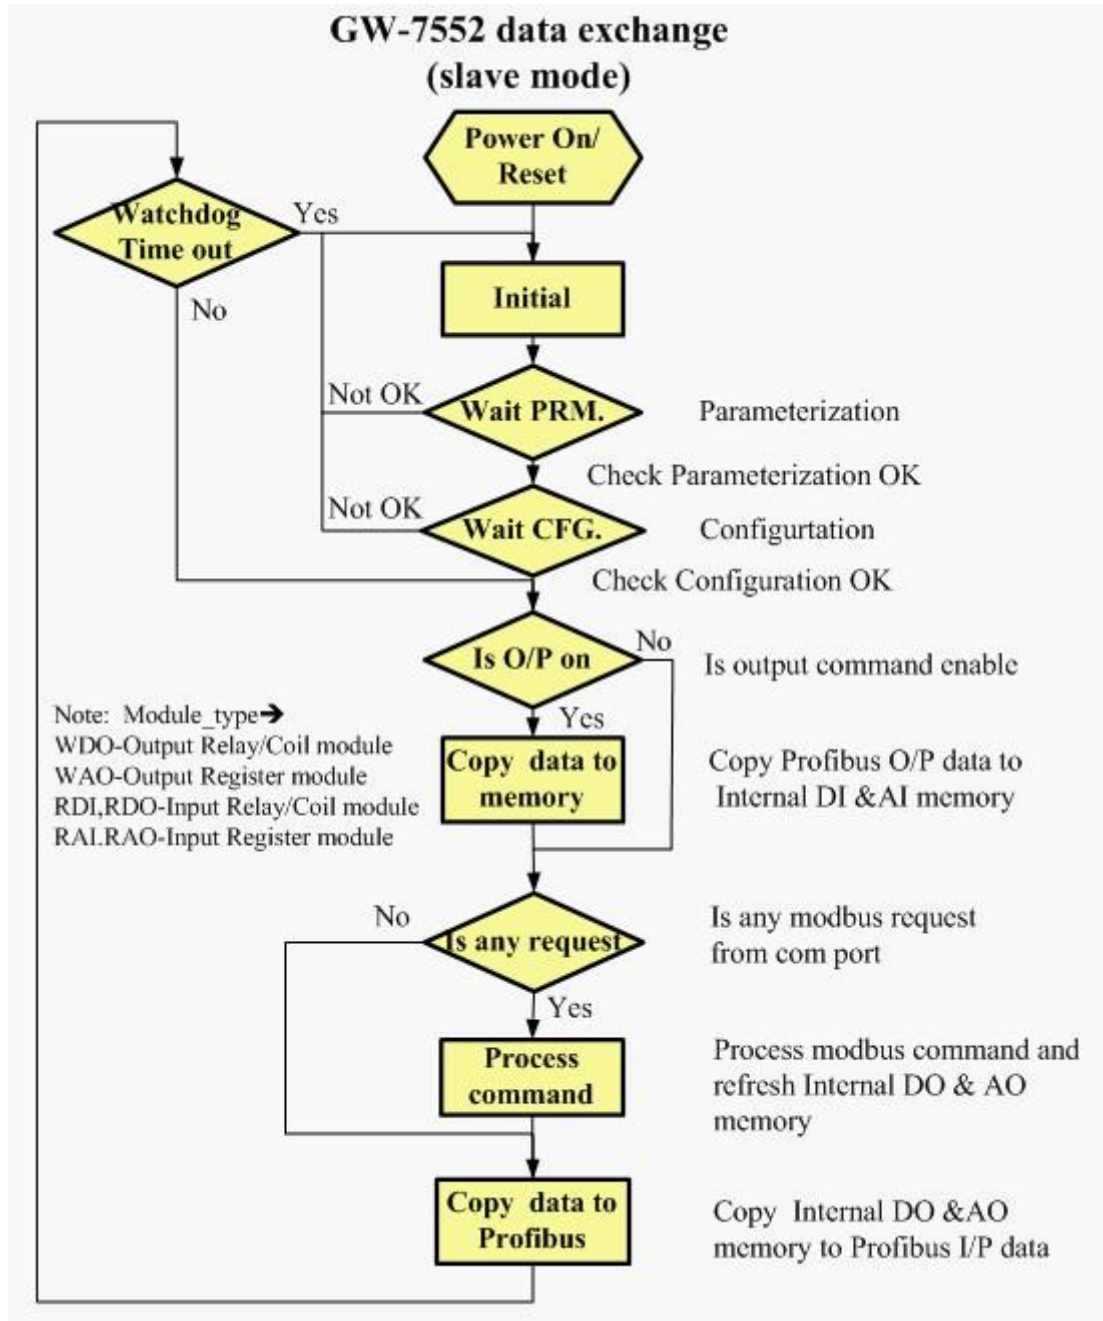 GW-7552 data exchange
(slave mode)
Power On/
Reset
Watchdog
Time out
Yes
No
Initial
Not OK
Wait PRM.
Parameterization
Check Parameterization OK
Not OK
Wait CFG.
Configurtation
Check Configuration OK
Is O/P on
No
Is output command enable
Yes
Note: Module_type➔
WDO-Output Relay/Coil module
WAO-Output Register module
RDI,RDO-Input Relay/Coil module
RAI.RAO-Input Register module
Copy data to
memory
Copy Profibus O/P data to
Internal DI &AI memory
No
Is any request
Is any modbus request
from com port
Yes
Process
command
Process modbus command and
refresh Internal DO & AO
memory
Copy data to
Profibus
Copy Internal DO &AO
memory to Profibus I/P data